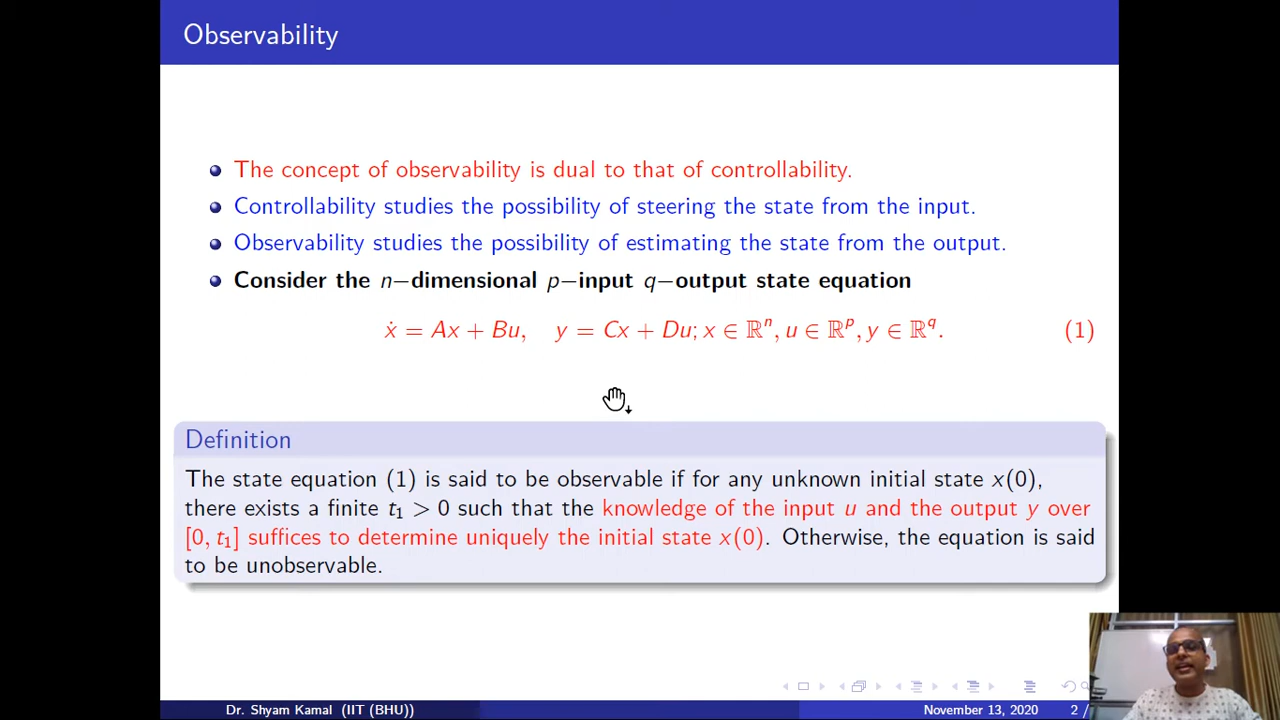 Observability
The concept of observability is dual to that of controllability.
Controllability studies the possibility of steering the state from the input.
Observability studies the possibility of estimating the state from the output.
Consider the n−dimensional p−input q−output state equation
ẋ = Ax + Bu, y = Cx + Du; x ∈ ℝⁿ, u ∈ ℝᵖ, y ∈ ℝ^q. (1)
Definition
The state equation (1) is said to be observable if for any unknown initial state x(0),
there exists a finite t₁ > 0 such that the knowledge of the input u and the output y over
[0, t₁] suffices to determine uniquely the initial state x(0). Otherwise, the equation is said
to be unobservable.
Dr. Shyam Kamal (IIT (BHU)) November 13, 2020 2 /